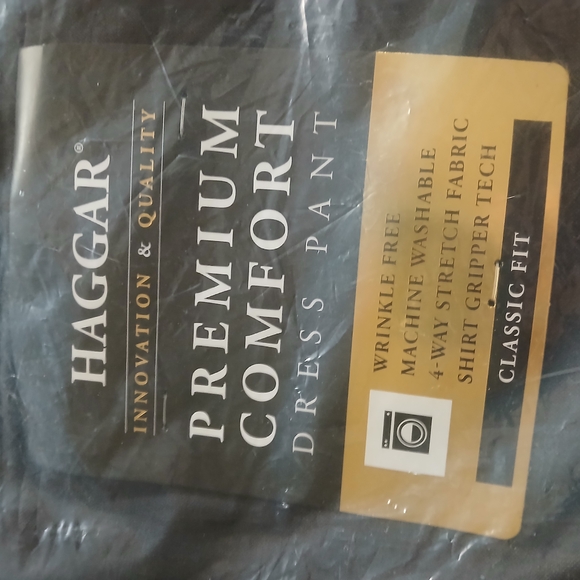 HAGGAR®
INNOVATION & QUALITY
PREMIUM
COMFORT
DRESS PANT
WRINKLE FREE
MACHINE WASHABLE
4-WAY STRETCH FABRIC
SHIRT GRIPPER TECH
CLASSIC FIT